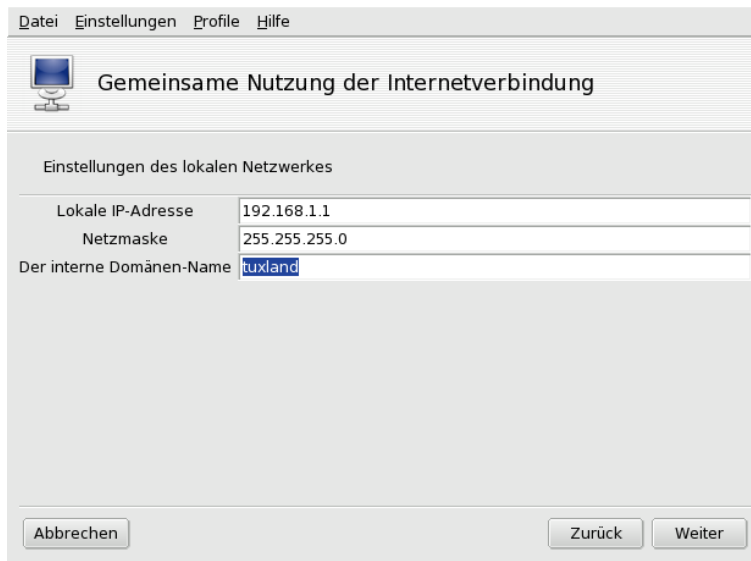 Datei Einstellungen Profile Hilfe
Gemeinsame Nutzung der Internetverbindung
Einstellungen des lokalen Netzwerkes
Lokale IP-Adresse 192.168.1.1
Netzmaske 255.255.255.0
Der interne Domänen-Name tuxland
Abbrechen Zurück Weiter